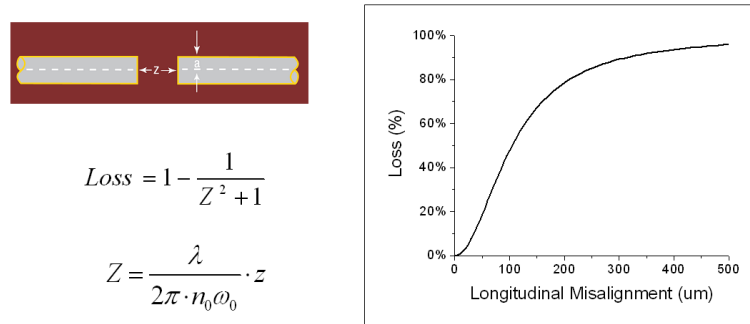 z
a
Loss = 1 − 1/(Z² + 1)
Z = λ/(2π · n₀ω₀) · z
100%
80%
60%
40%
20%
0%
0 100 200 300 400 500
Loss (%)
Longitudinal Misalignment (um)